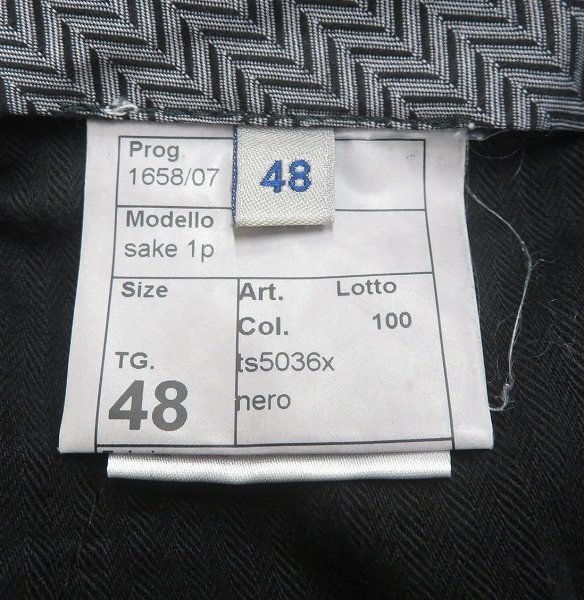 Prog
1658/07
48
Modello
sake 1p
Size
Art. Lotto
Col. 100
TG.
ts5036x
48
nero